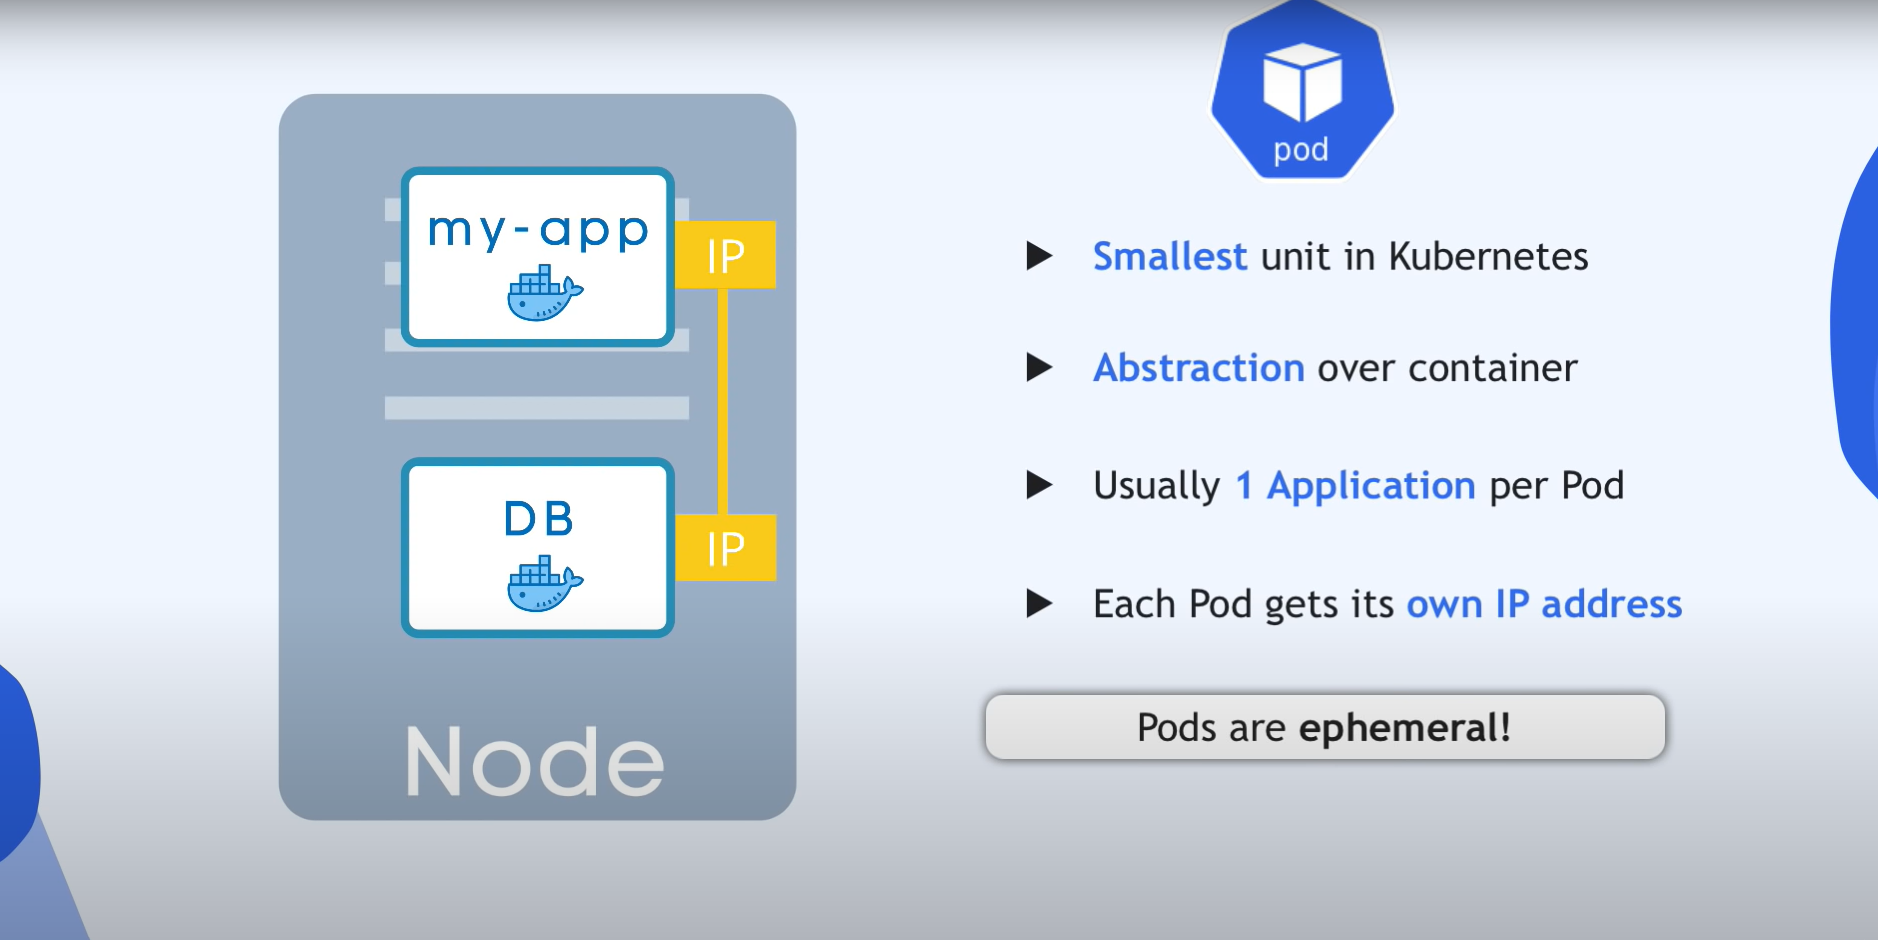 my-app
IP
DB
IP
Node
pod
Smallest unit in Kubernetes
Abstraction over container
Usually 1 Application per Pod
Each Pod gets its own IP address
Pods are ephemeral!